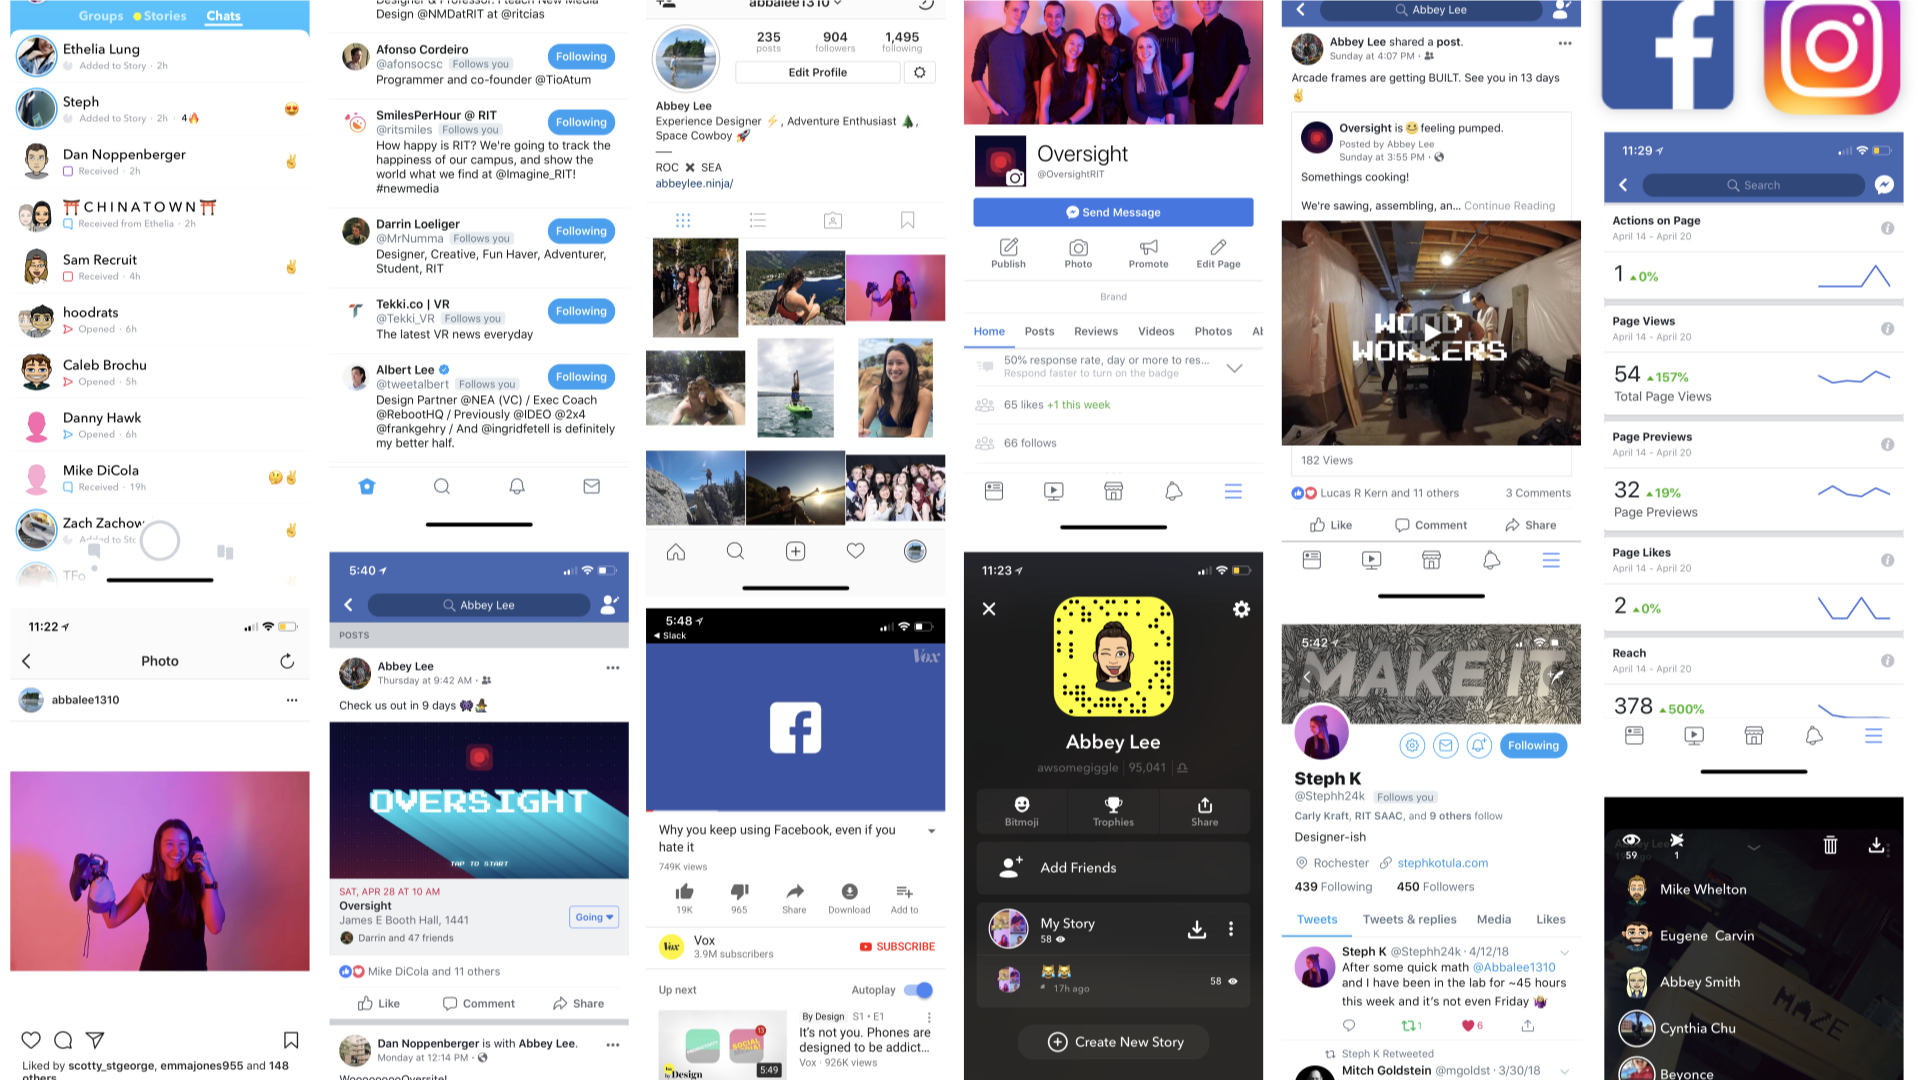 Groups Stories Chats
Ethelia Lung
Added to Story · 2h
Steph
Added to Story · 2h · 4🔥
Dan Noppenberger
Received · 2h
⛩️CHINATOWN⛩️
Received from Ethelia · 2h
Sam Recruit
Received · 4h
hoodrats
Opened · 6h
Caleb Brochu
Opened · 5h
Danny Hawk
Opened · 6h
Mike DiCola
Received · 19h
Zach Zachow
Added to Sto
TFo
11:22
Photo
abbalee1310
Liked by scotty_stgeorge, emmajones955 and 148
others
Designer & Professor. I teach New Media
Design @NMDatRIT at @ritcias
Afonso Cordeiro
@afonsocsc Follows you
Following
Programmer and co-founder @TioAtum
SmilesPerHour @ RIT
@ritsmiles Follows you
Following
How happy is RIT? We're going to track the
happiness of our campus, and show the
world what we find at @Imagine_RIT!
#newmedia
Darrin Loeliger
@MrNumma Follows you
Following
Designer, Creative, Fun Haver, Adventurer,
Student, RIT
Tekki.co | VR
@Tekki_VR Follows you
Following
The latest VR news everyday
Albert Lee
@tweetalbert Follows you
Following
Design Partner @NEA (VC) / Exec Coach
@RebootHQ / Previously @IDEO @2x4
@frankgehry / And @ingridfetell is definitely
my better half.
5:40
Abbey Lee
POSTS
Abbey Lee
Thursday at 9:42 AM ·
Check us out in 9 days
OVERSIGHT
TAP TO START
SAT, APR 28 AT 10 AM
Oversight
James E Booth Hall, 1441
Going
Darrin and 47 friends
Mike DiCola and 11 others
Like Comment Share
Dan Noppenberger is with Abbey Lee.
Monday at 12:14 PM ·
WooooooooOversite!
abbalee1310
235 904 1,495
posts followers following
Edit Profile
Abbey Lee
Experience Designer ⚡, Adventure Enthusiast 🌲,
Space Cowboy 🚀
—
ROC ✖ SEA
abbeylee.ninja/
5:48
Slack
Vox
Why you keep using Facebook, even if you
hate it
749K views
19K 965 Share Download Add to
Vox
Vox
3.9M subscribers
SUBSCRIBE
Up next Autoplay
By Design S1 · E1
It's not you. Phones are
designed to be addict...
Vox · 926K views
13
SOCIAL
by Design
5:49
Oversight
@OversightRIT
Send Message
Publish Photo Promote Edit Page
Brand
Home Posts Reviews Videos Photos Al
50% response rate, day or more to res...
Respond faster to turn on the badge
65 likes +1 this week
66 follows
11:23
Abbey Lee
awsomegiggle 95,041
Bitmoji Trophies Share
Add Friends
My Story
58
17h ago
58
Create New Story
Abbey Lee
Abbey Lee shared a post.
Sunday at 4:07 PM ·
Arcade frames are getting BUILT. See you in 13 days
✌
Oversight is 😆 feeling pumped.
Posted by Abbey Lee
Sunday at 3:55 PM ·
Somethings cooking!
We're sawing, assembling, an... Continue Reading
WOOD
WORKERS
182 Views
Lucas R Kern and 11 others 3 Comments
Like Comment Share
5:42
MAKE IT
Following
Steph K
@Stephh24k Follows you
Carly Kraft, RIT SAAC, and 9 others follow
Designer-ish
Rochester stephkotula.com
439 Following 450 Followers
Tweets Tweets & replies Media Likes
Steph K @Stephh24k · 4/12/18
After some quick math @Abbalee1310
and I have been in the lab for ~45 hours
this week and it's not even Friday
1 6
Steph K Retweeted
Mitch Goldstein @mgoldst · 3/30/18
11:29
Search
Actions on Page
April 14 - April 20
1 0%
Page Views
April 14 - April 20
54 157%
Total Page Views
Page Previews
April 14 - April 20
32 19%
Page Previews
Page Likes
April 14 - April 20
2 0%
Reach
April 14 - April 20
378 500%
59 1
Mike Whelton
Eugene Carvin
Abbey Smith
Cynthia Chu
Beyonce
MAZE